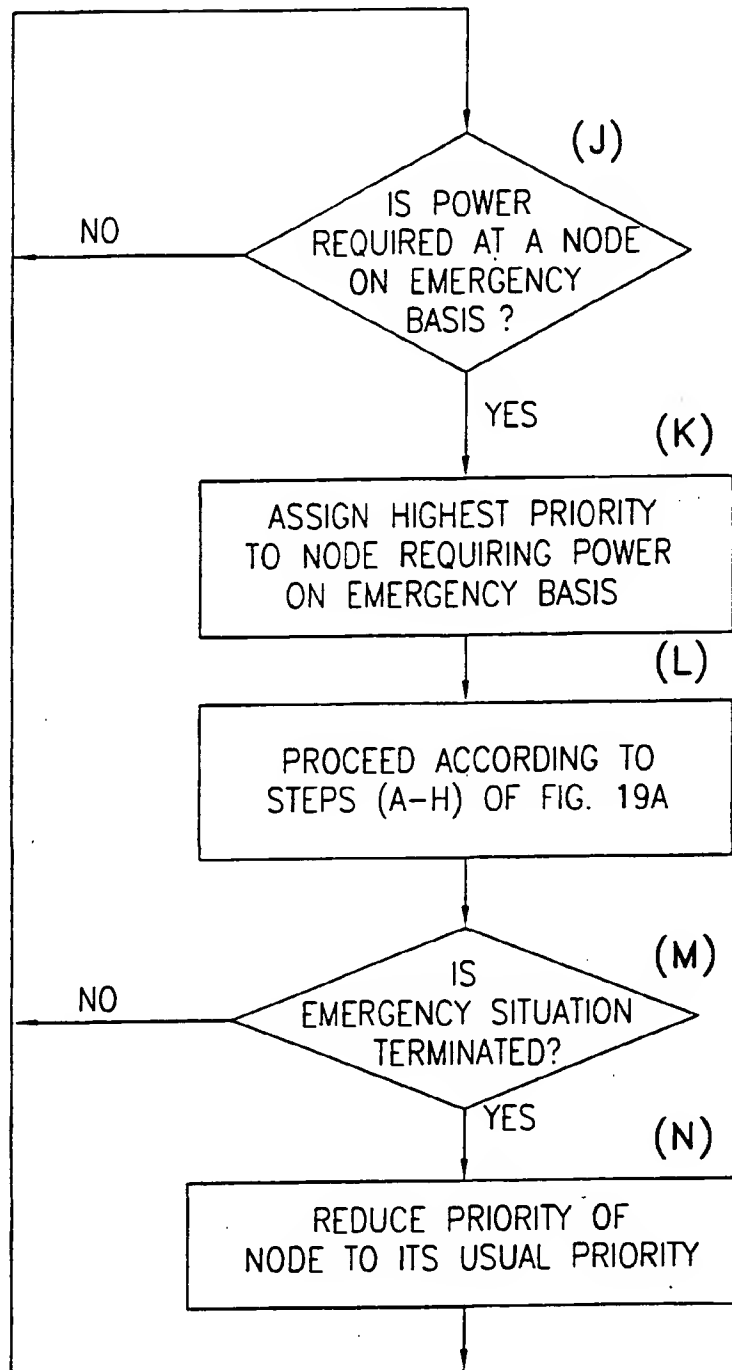 (J)
IS POWER
REQUIRED AT A NODE
ON EMERGENCY
BASIS ?
NO
YES
(K)
ASSIGN HIGHEST PRIORITY
TO NODE REQUIRING POWER
ON EMERGENCY BASIS
(L)
PROCEED ACCORDING TO
STEPS (A-H) OF FIG. 19A
(M)
IS
EMERGENCY SITUATION
TERMINATED?
NO
YES
(N)
REDUCE PRIORITY OF
NODE TO ITS USUAL PRIORITY